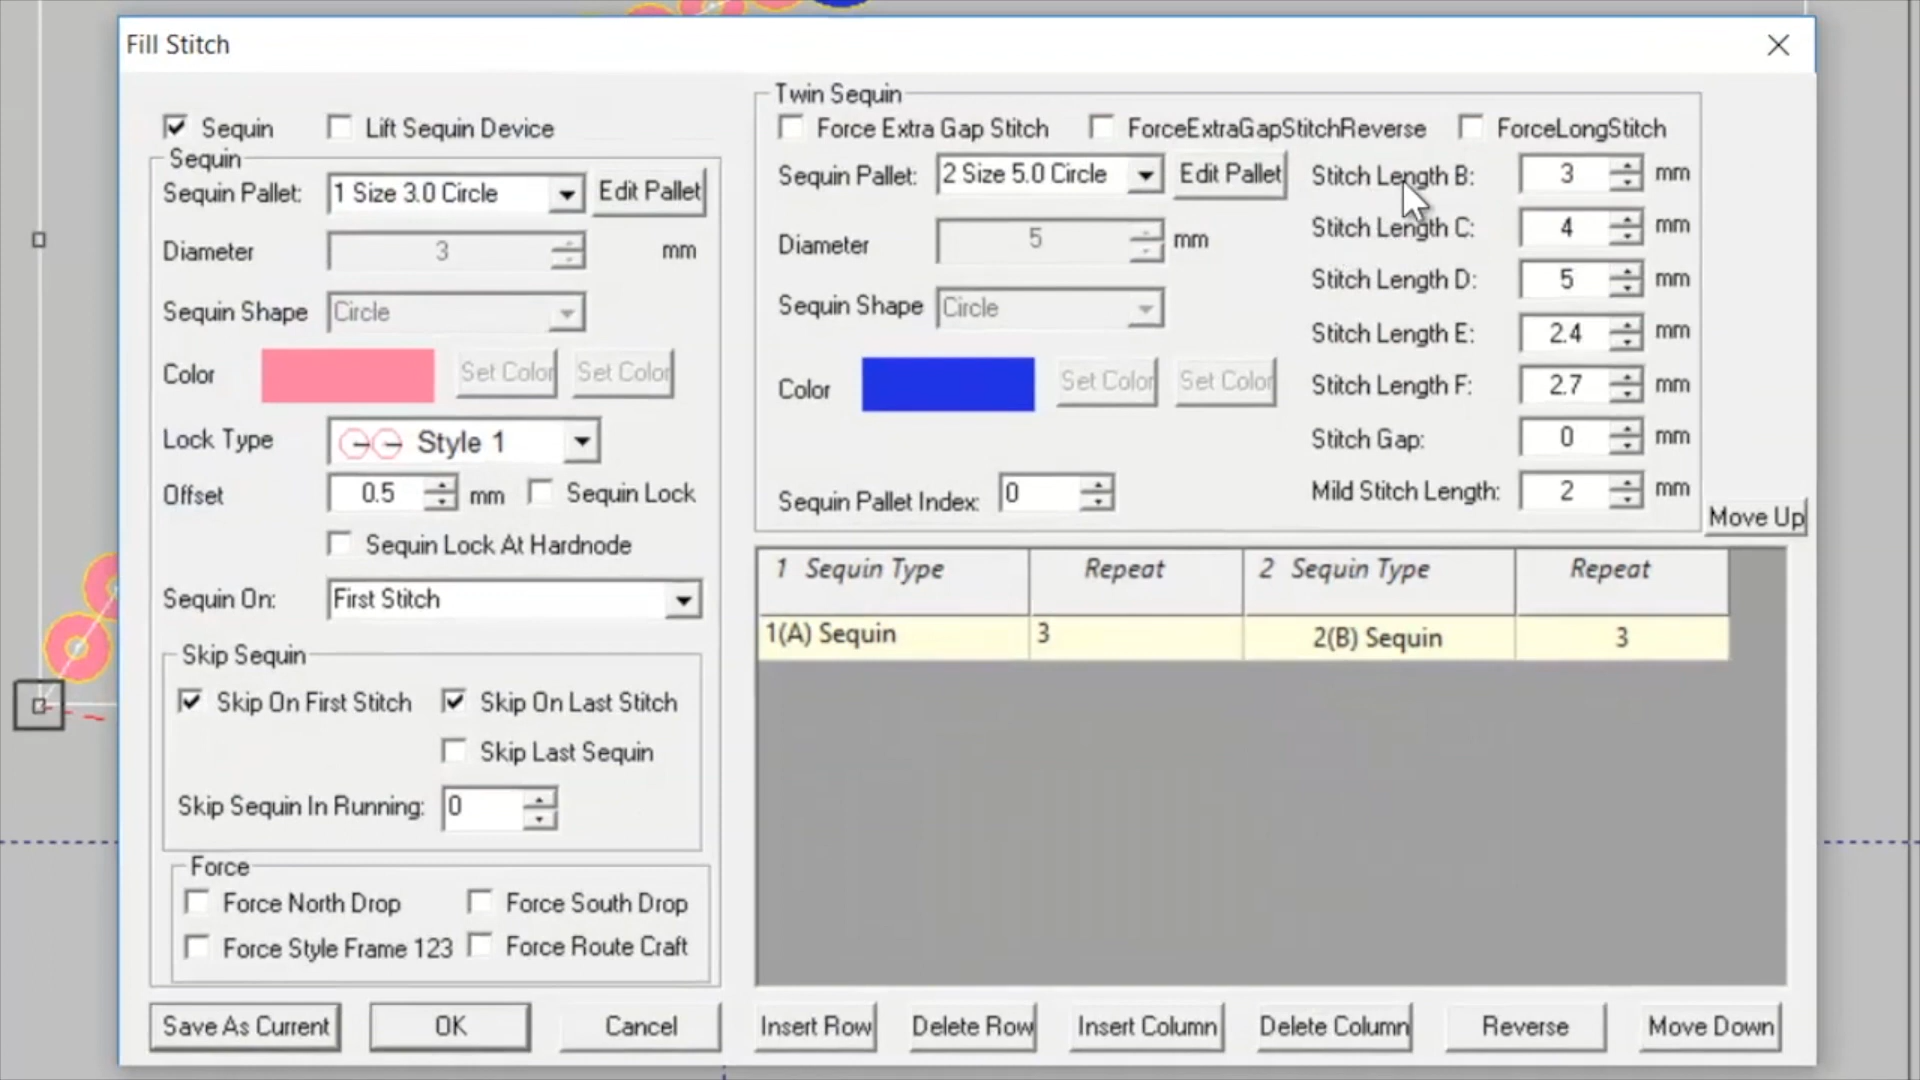 Fill Stitch
Sequin
Lift Sequin Device
Sequin
Sequin Pallet: 1 Size 3.0 Circle Edit Pallet
Diameter 3 mm
Sequin Shape Circle
Color Set Color Set Color
Lock Type Style 1
Offset 0.5 mm Sequin Lock
Sequin Lock At Hardnode
Sequin On: First Stitch
Skip Sequin
Skip On First Stitch Skip On Last Stitch
Skip Last Sequin
Skip Sequin In Running: 0
Force
Force North Drop Force South Drop
Force Style Frame 123 Force Route Craft
Save As Current OK Cancel
Twin Sequin
Force Extra Gap Stitch ForceExtraGapStitchReverse ForceLongStitch
Sequin Pallet: 2 Size 5.0 Circle Edit Pallet
Diameter 5 mm
Sequin Shape Circle
Color Set Color Set Color
Sequin Pallet Index: 0
Stitch Length B: 3 mm
Stitch Length C: 4 mm
Stitch Length D: 5 mm
Stitch Length E: 2.4 mm
Stitch Length F: 2.7 mm
Stitch Gap: 0 mm
Mild Stitch Length: 2 mm
Move Up
1 Sequin Type Repeat 2 Sequin Type Repeat
1(A) Sequin 3 2(B) Sequin 3
Insert Row Delete Row Insert Column Delete Column Reverse Move Down